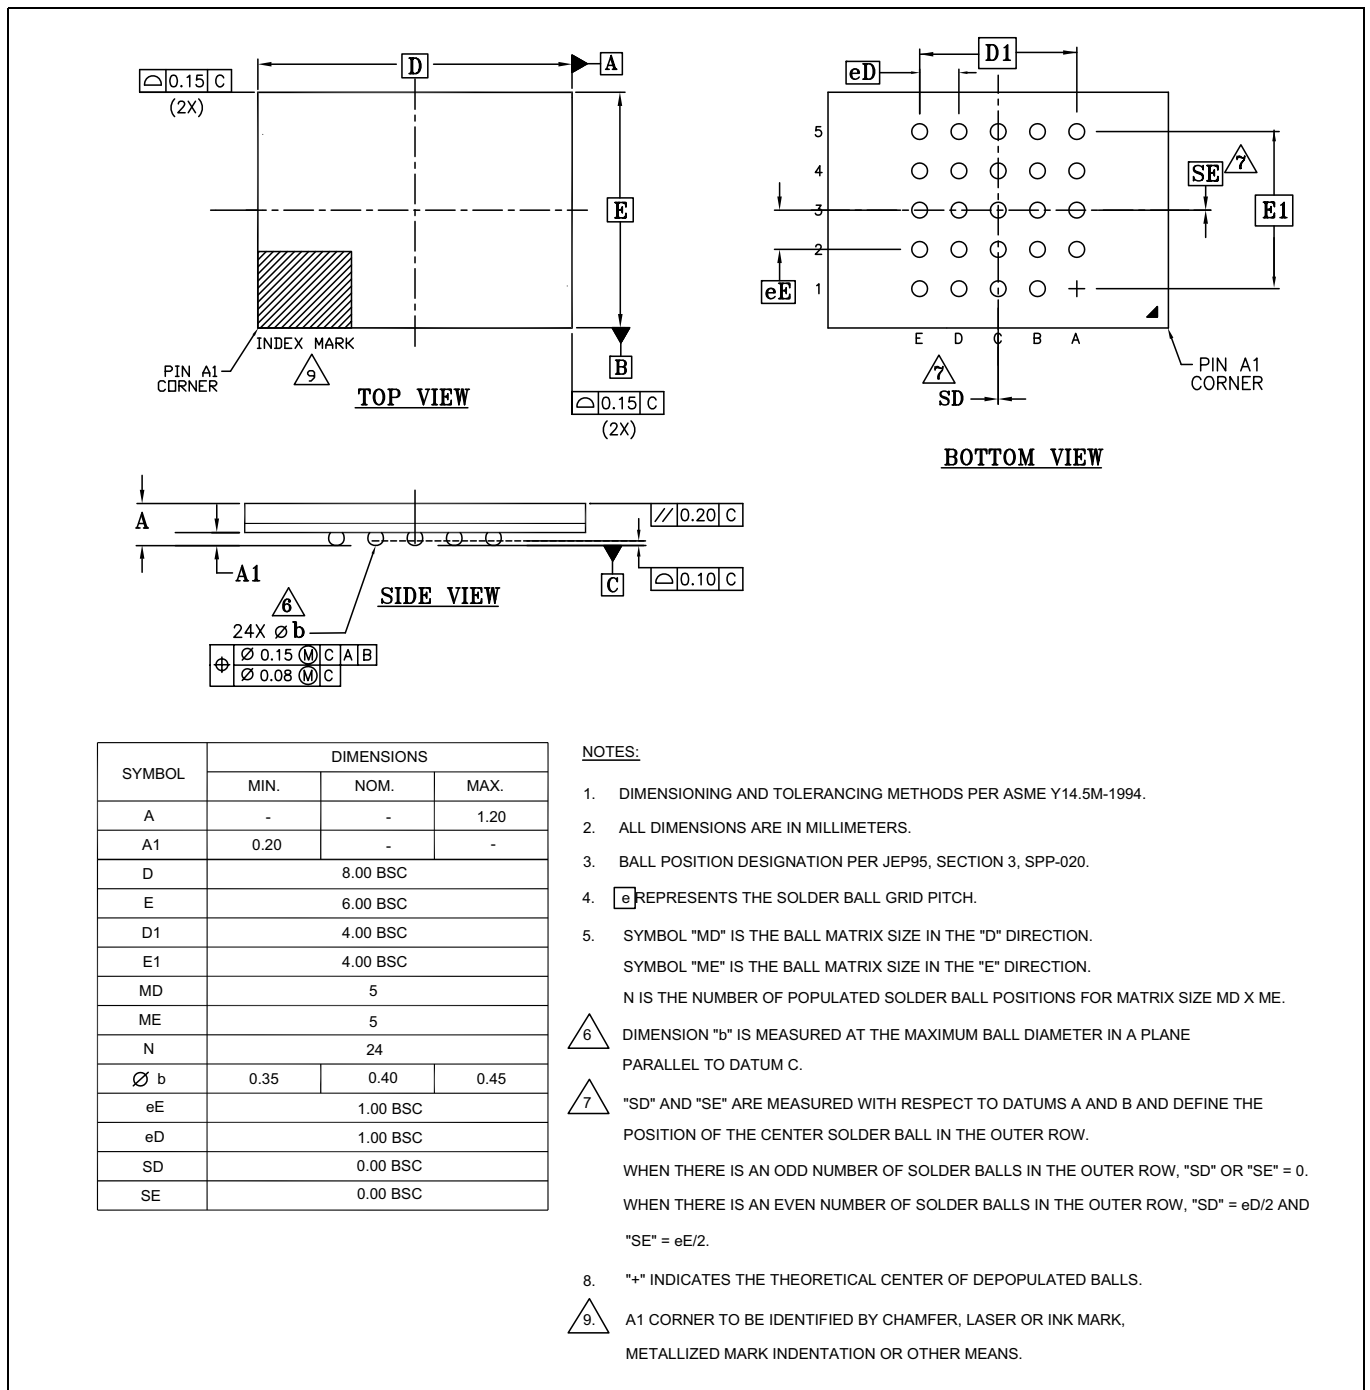 D
A
0.15 C
(2X)
E
INDEX MARK
9
PIN A1
CORNER
TOP VIEW
B
0.15 C
(2X)
D1
eD
5
4
3
2
1
SE
7
E1
eE
E D C B A
7
SD
PIN A1
CORNER
BOTTOM VIEW
A
A1
// 0.20 C
C
0.10 C
SIDE VIEW
6
24X ⌀ b
⌀ 0.15 Ⓜ C A B
⌀ 0.08 Ⓜ C
SYMBOL DIMENSIONS
MIN. NOM. MAX.
A - - 1.20
A1 0.20 - -
D 8.00 BSC
E 6.00 BSC
D1 4.00 BSC
E1 4.00 BSC
MD 5
ME 5
N 24
⌀ b 0.35 0.40 0.45
eE 1.00 BSC
eD 1.00 BSC
SD 0.00 BSC
SE 0.00 BSC
NOTES:
1. DIMENSIONING AND TOLERANCING METHODS PER ASME Y14.5M-1994.
2. ALL DIMENSIONS ARE IN MILLIMETERS.
3. BALL POSITION DESIGNATION PER JEP95, SECTION 3, SPP-020.
4. e REPRESENTS THE SOLDER BALL GRID PITCH.
5. SYMBOL "MD" IS THE BALL MATRIX SIZE IN THE "D" DIRECTION.
SYMBOL "ME" IS THE BALL MATRIX SIZE IN THE "E" DIRECTION.
N IS THE NUMBER OF POPULATED SOLDER BALL POSITIONS FOR MATRIX SIZE MD X ME.
6 DIMENSION "b" IS MEASURED AT THE MAXIMUM BALL DIAMETER IN A PLANE
PARALLEL TO DATUM C.
7 "SD" AND "SE" ARE MEASURED WITH RESPECT TO DATUMS A AND B AND DEFINE THE
POSITION OF THE CENTER SOLDER BALL IN THE OUTER ROW.
WHEN THERE IS AN ODD NUMBER OF SOLDER BALLS IN THE OUTER ROW, "SD" OR "SE" = 0.
WHEN THERE IS AN EVEN NUMBER OF SOLDER BALLS IN THE OUTER ROW, "SD" = eD/2 AND
"SE" = eE/2.
8. "+" INDICATES THE THEORETICAL CENTER OF DEPOPULATED BALLS.
9. A1 CORNER TO BE IDENTIFIED BY CHAMFER, LASER OR INK MARK,
METALLIZED MARK INDENTATION OR OTHER MEANS.